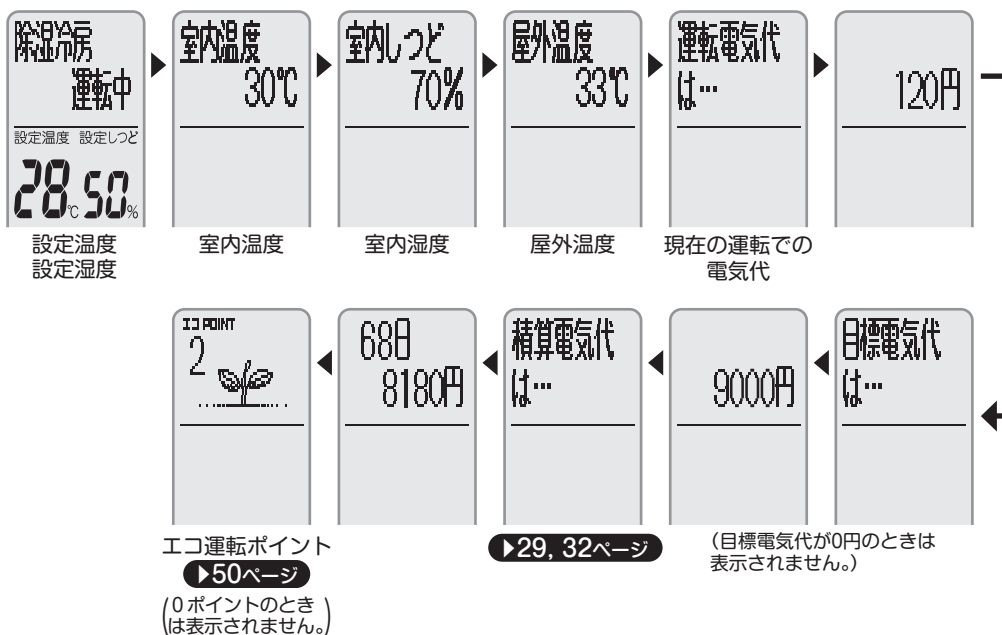 除湿冷房
運転中
設定温度 設定しつど
28℃ 50%
設定温度
設定湿度
室内温度
30℃
室内温度
室内しつど
70%
室内湿度
屋外温度
33℃
屋外温度
運転電気代
は…
現在の運転での
電気代
120円
目標電気代
は…
9000円
(目標電気代が0円のときは
表示されません。)
積算電気代
は…
▶29, 32ページ
68日
8180円
エコPOINT
2
エコ運転ポイント
▶50ページ
(0ポイントのとき
は表示されません。)